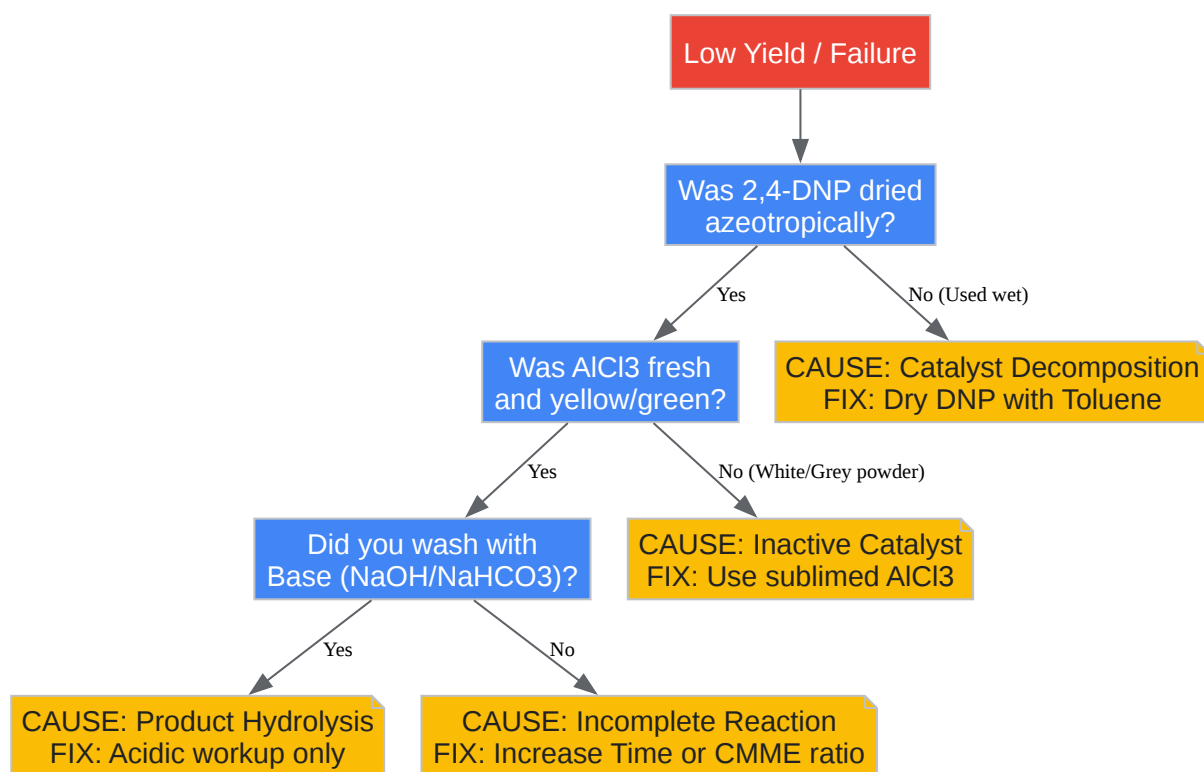 Low Yield / Failure
Was 2,4-DNP dried
azeotropically?
Yes
No (Used wet)
Was AlCl3 fresh
and yellow/green?
CAUSE: Catalyst Decomposition
FIX: Dry DNP with Toluene
Yes
No (White/Grey powder)
Did you wash with
Base (NaOH/NaHCO3)?
CAUSE: Inactive Catalyst
FIX: Use sublimed AlCl3
Yes
No
CAUSE: Product Hydrolysis
FIX: Acidic workup only
CAUSE: Incomplete Reaction
FIX: Increase Time or CMME ratio